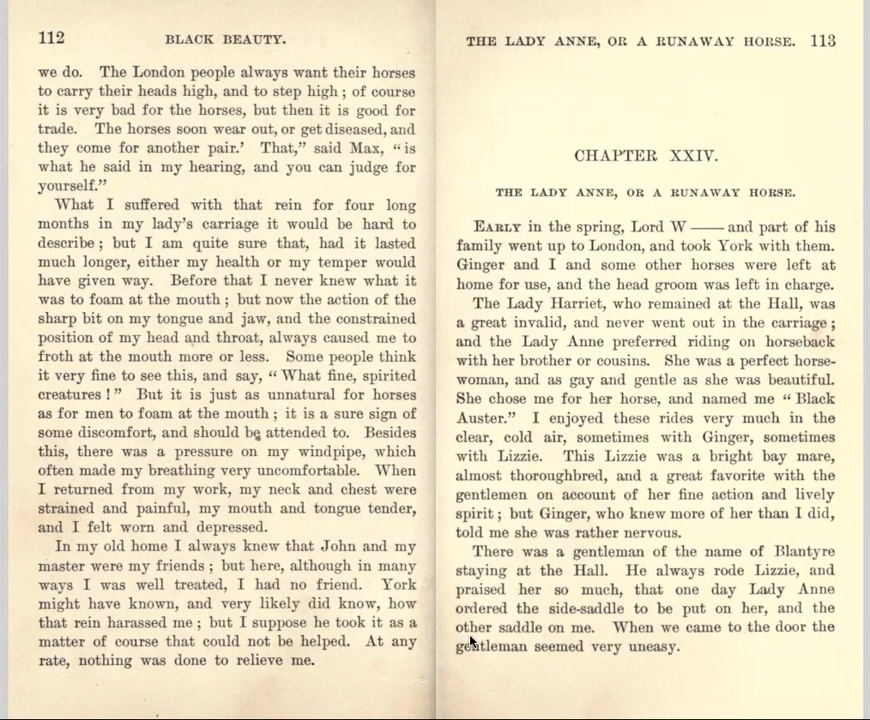 112 BLACK BEAUTY.
we do. The London people always want their horses
to carry their heads high, and to step high; of course
it is very bad for the horses, but then it is good for
trade. The horses soon wear out, or get diseased, and
they come for another pair.' That,” said Max, “is
what he said in my hearing, and you can judge for
yourself.”
What I suffered with that rein for four long
months in my lady's carriage it would be hard to
describe; but I am quite sure that, had it lasted
much longer, either my health or my temper would
have given way. Before that I never knew what it
was to foam at the mouth; but now the action of the
sharp bit on my tongue and jaw, and the constrained
position of my head and throat, always caused me to
froth at the mouth more or less. Some people think
it very fine to see this, and say, “What fine, spirited
creatures!” But it is just as unnatural for horses
as for men to foam at the mouth; it is a sure sign of
some discomfort, and should be attended to. Besides
this, there was a pressure on my windpipe, which
often made my breathing very uncomfortable. When
I returned from my work, my neck and chest were
strained and painful, my mouth and tongue tender,
and I felt worn and depressed.
In my old home I always knew that John and my
master were my friends; but here, although in many
ways I was well treated, I had no friend. York
might have known, and very likely did know, how
that rein harassed me; but I suppose he took it as a
matter of course that could not be helped. At any
rate, nothing was done to relieve me.
THE LADY ANNE, OR A RUNAWAY HORSE. 113
CHAPTER XXIV.
THE LADY ANNE, OR A RUNAWAY HORSE.
EARLY in the spring, Lord W—— and part of his
family went up to London, and took York with them.
Ginger and I and some other horses were left at
home for use, and the head groom was left in charge.
The Lady Harriet, who remained at the Hall, was
a great invalid, and never went out in the carriage;
and the Lady Anne preferred riding on horseback
with her brother or cousins. She was a perfect horse-
woman, and as gay and gentle as she was beautiful.
She chose me for her horse, and named me “Black
Auster.” I enjoyed these rides very much in the
clear, cold air, sometimes with Ginger, sometimes
with Lizzie. This Lizzie was a bright bay mare,
almost thoroughbred, and a great favorite with the
gentlemen on account of her fine action and lively
spirit; but Ginger, who knew more of her than I did,
told me she was rather nervous.
There was a gentleman of the name of Blantyre
staying at the Hall. He always rode Lizzie, and
praised her so much, that one day Lady Anne
ordered the side-saddle to be put on her, and the
other saddle on me. When we came to the door the
gentleman seemed very uneasy.